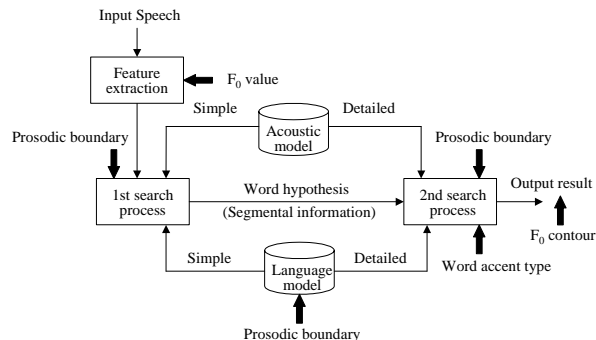 Input Speech
Feature
extraction
F₀ value
Simple
Detailed
Acoustic
model
Prosodic boundary
Prosodic boundary
1st search
process
Word hypothesis
(Segmental information)
2nd search
process
Output result
F₀ contour
Simple
Detailed
Language
model
Word accent type
Prosodic boundary